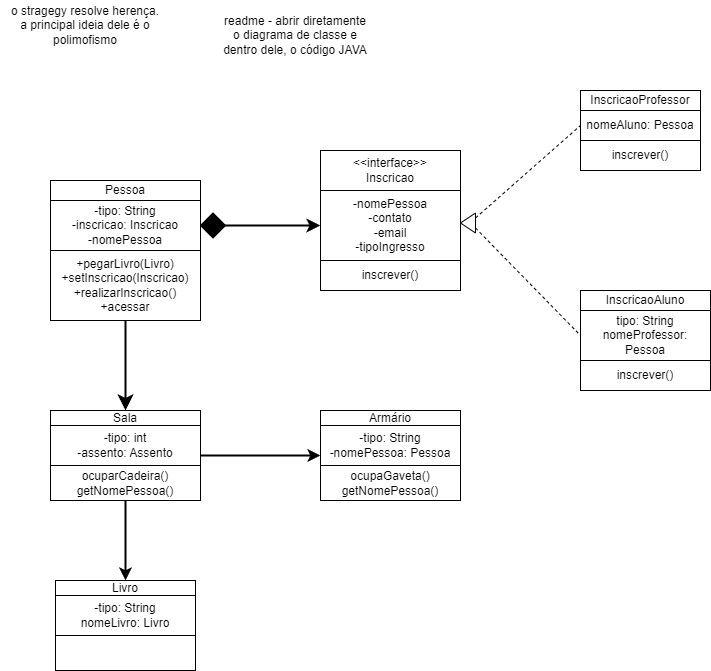 o stragegy resolve herença.
a principal ideia dele é o
polimofismo
readme - abrir diretamente
o diagrama de classe e
dentro dele, o código JAVA
InscricaoProfessor
nomeAluno: Pessoa
inscrever()
<<interface>>
Inscricao
-nomePessoa
-contato
-email
-tipoIngresso
inscrever()
Pessoa
-tipo: String
-inscricao: Inscricao
-nomePessoa
+pegarLivro(Livro)
+setInscricao(Inscricao)
+realizarInscricao()
+acessar
InscricaoAluno
tipo: String
nomeProfessor:
Pessoa
inscrever()
Sala
-tipo: int
-assento: Assento
ocuparCadeira()
getNomePessoa()
Armário
-tipo: String
-nomePessoa: Pessoa
ocupaGaveta()
getNomePessoa()
Livro
-tipo: String
nomeLivro: Livro